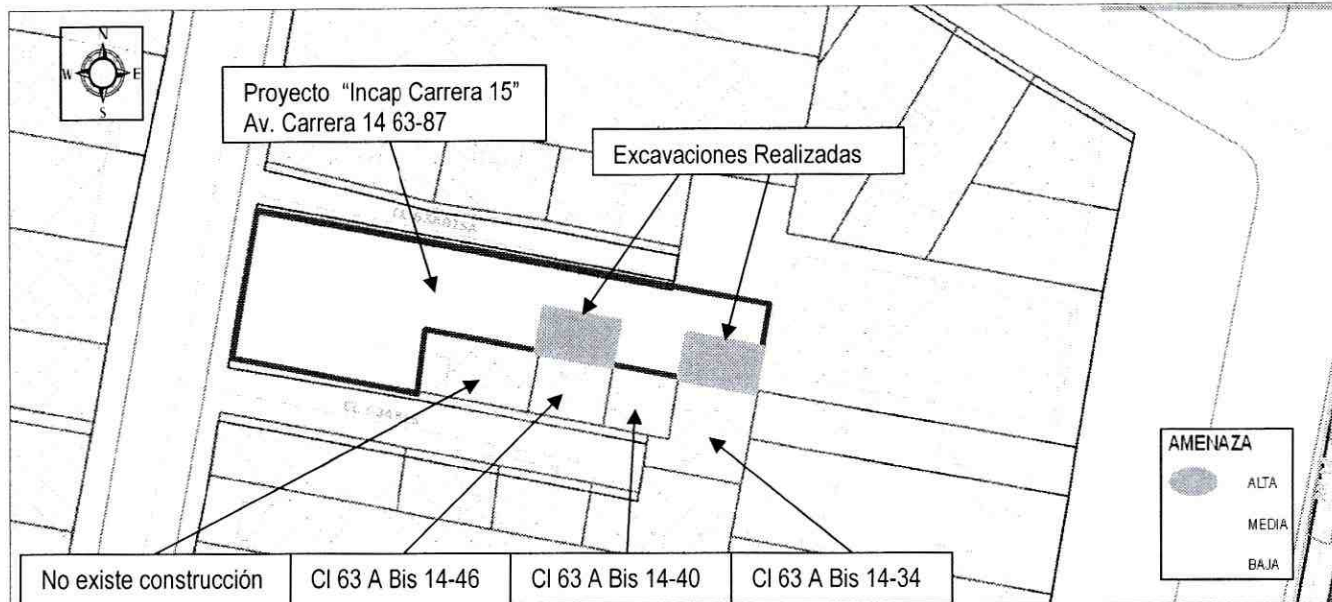 N
W E
S
Proyecto "Incap Carrera 15"
Av. Carrera 14 63-87
Excavaciones Realizadas
AMENAZA
ALTA
MEDIA
BAJA
No existe construcción
Cl 63 A Bis 14-46
Cl 63 A Bis 14-40
Cl 63 A Bis 14-34